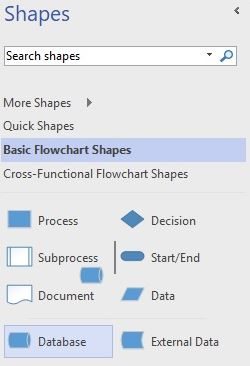 Shapes
Search shapes
More Shapes
Quick Shapes
Basic Flowchart Shapes
Cross-Functional Flowchart Shapes
Process Decision
Subprocess Start/End
Document Data
Database External Data